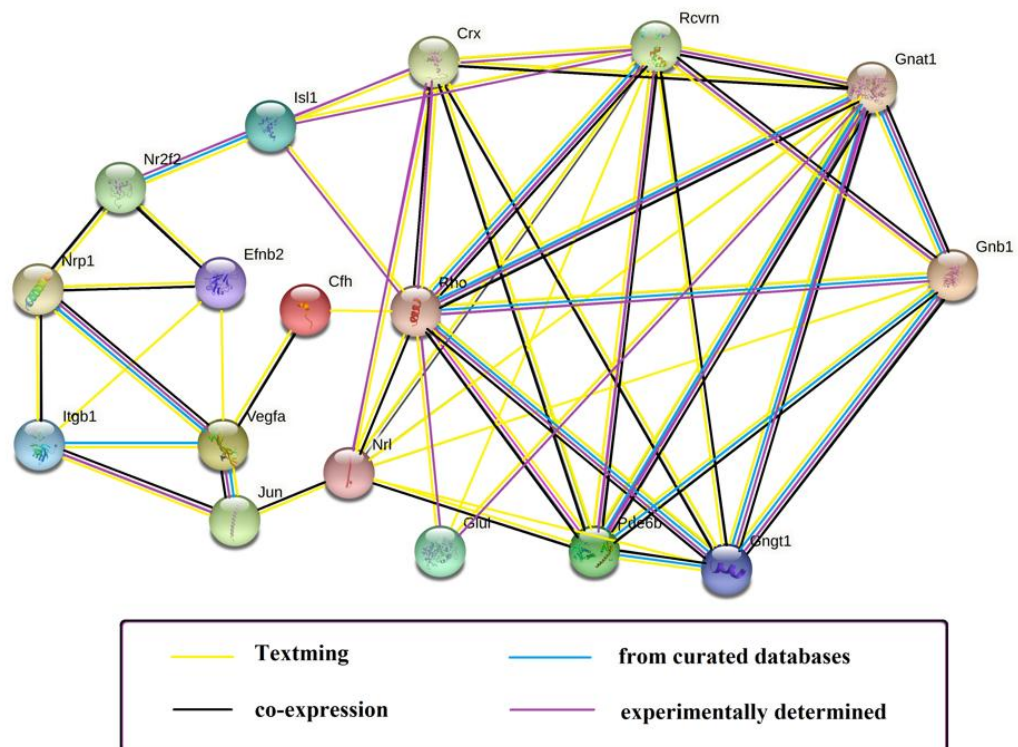 Rcvrn
Crx
Gnat1
Isl1
Nr2f2
Gnb1
Efnb2
Nrp1
Cfh
Rho
Itgb1
Vegfa
Nrl
Jun
Glul
Pde6b
Gngt1
Textming
from curated databases
co-expression
experimentally determined